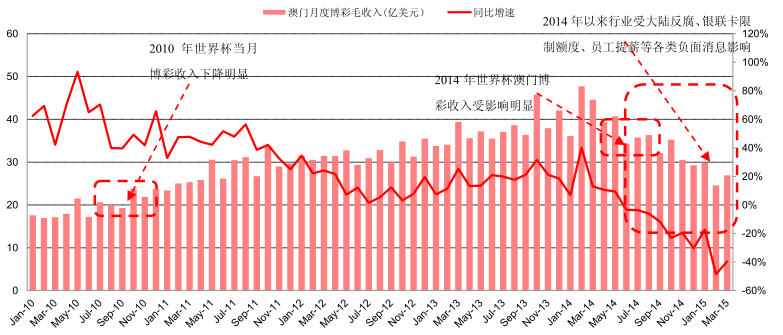 澳门月度博彩毛收入(亿美元) 同比增速
2014 年以来行业受大陆反腐、银联卡限
制额度、员工提薪等各类负面消息影响
2010 年世界杯当月
博彩收入下降明显
2014 年世界杯澳门博
彩收入受影响明显
60
50
40
30
20
10
0
120%
100%
80%
60%
40%
20%
0%
-20%
-40%
-60%
Jan-10 Mar-10 May-10 Jul-10 Sep-10 Nov-10 Jan-11 Mar-11 May-11 Jul-11 Sep-11 Nov-11 Jan-12 Mar-12 May-12 Jul-12 Sep-12 Nov-12 Jan-13 Mar-13 May-13 Jul-13 Sep-13 Nov-13 Jan-14 Mar-14 May-14 Jul-14 Sep-14 Nov-14 Jan-15 Mar-15